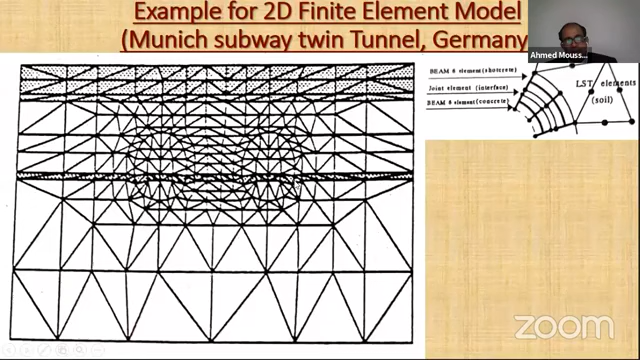 Example for 2D Finite Element Model
(Munich subway twin Tunnel, Germany
Ahmed Mouss...
BEAM 6 element (shotcrete)
Joint element (interface)
BEAM 8 element (concrete)
LST elements
(soil)
zoom